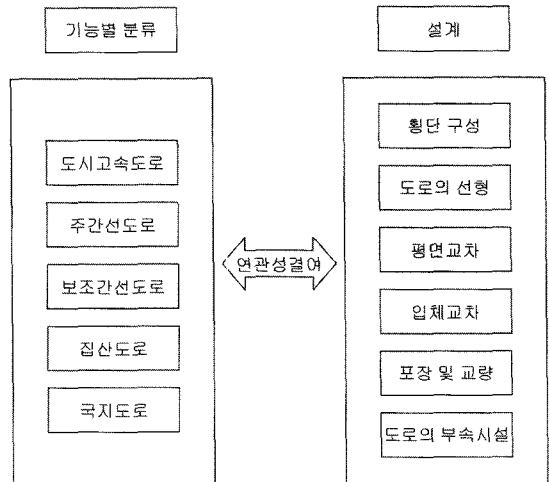 기능별 분류
설계
도시고속도로
주간선도로
보조간선도로
집산도로
국지도로
연관성결여
횡단 구성
도로의 선형
평면교차
입체교차
포장 및 교량
도로의 부속시설